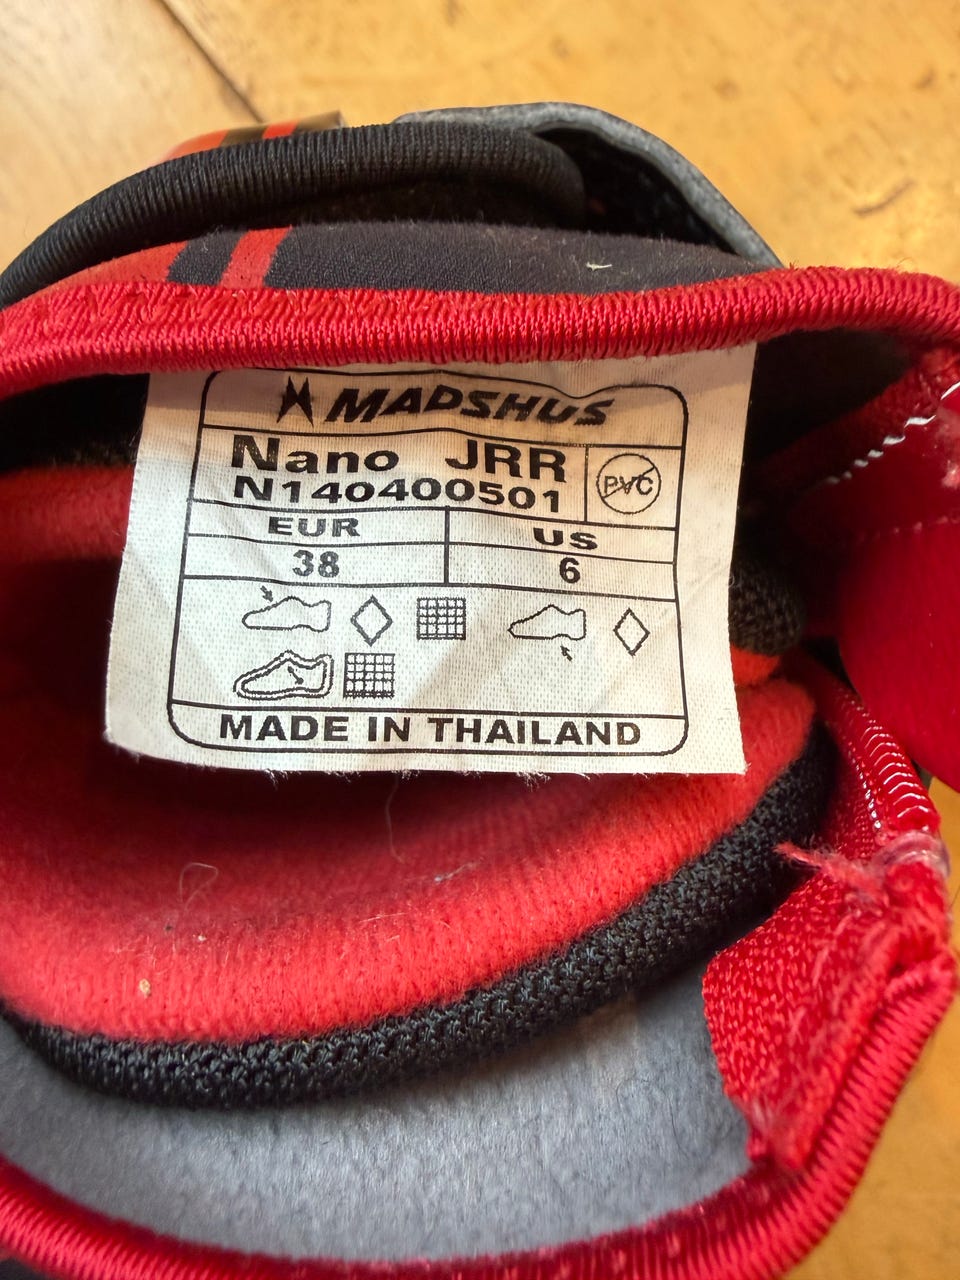 MADSHUS
Nano JRR
N140400501
PVC
EUR US
38 6
MADE IN THAILAND